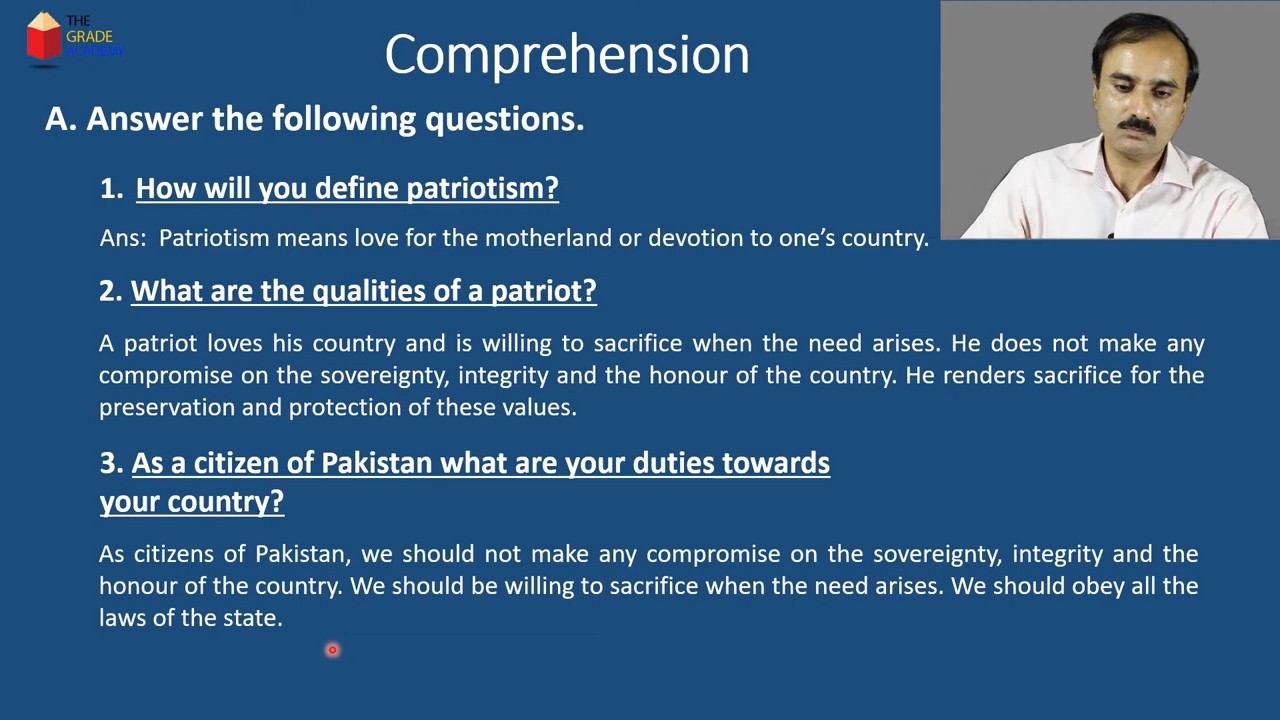 THE
GRADE
ACADEMY
Comprehension
A. Answer the following questions.
1. How will you define patriotism?
Ans: Patriotism means love for the motherland or devotion to one’s country.
2. What are the qualities of a patriot?
A patriot loves his country and is willing to sacrifice when the need arises. He does not make any
compromise on the sovereignty, integrity and the honour of the country. He renders sacrifice for the
preservation and protection of these values.
3. As a citizen of Pakistan what are your duties towards
your country?
As citizens of Pakistan, we should not make any compromise on the sovereignty, integrity and the
honour of the country. We should be willing to sacrifice when the need arises. We should obey all the
laws of the state.